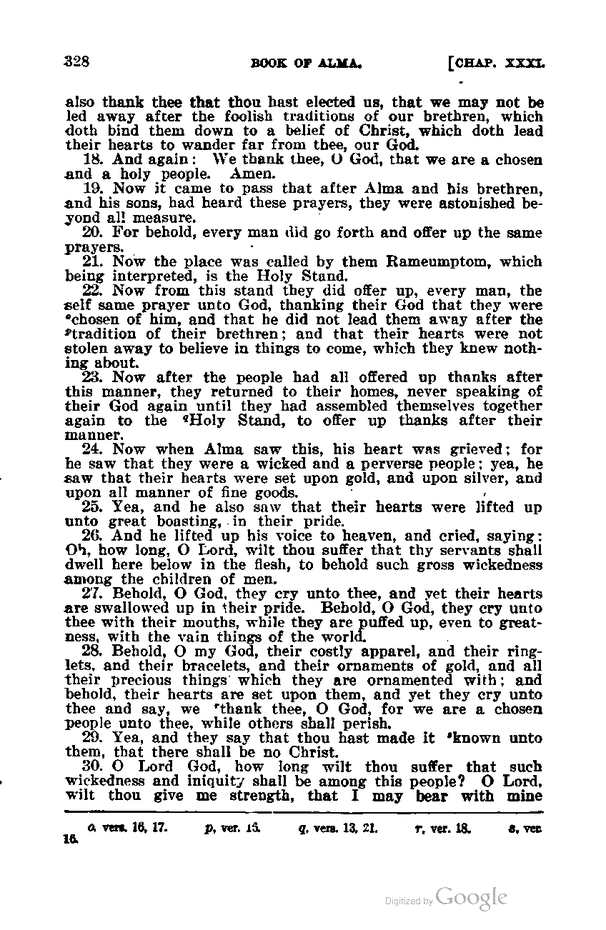 328 BOOK OF ALMA. [CHAP. XXXI.
also thank thee that thou hast elected us, that we may not be
led away after the foolish traditions of our brethren, which
doth bind them down to a belief of Christ, which doth lead
their hearts to wander far from thee, our God.
18. And again: We thank thee, O God, that we are a chosen
and a holy people. Amen.
19. Now it came to pass that after Alma and his brethren,
and his sons, had heard these prayers, they were astonished be-
yond all measure.
20. For behold, every man did go forth and offer up the same
prayers.
21. Now the place was called by them Rameumptom, which
being interpreted, is the Holy Stand.
22. Now from this stand they did offer up, every man, the
self same prayer unto God, thanking their God that they were
°chosen of him, and that he did not lead them away after the
ᵖtradition of their brethren; and that their hearts were not
stolen away to believe in things to come, which they knew noth-
ing about.
23. Now after the people had all offered up thanks after
this manner, they returned to their homes, never speaking of
their God again until they had assembled themselves together
again to the qHoly Stand, to offer up thanks after their
manner.
24. Now when Alma saw this, his heart was grieved; for
he saw that they were a wicked and a perverse people; yea, he
saw that their hearts were set upon gold, and upon silver, and
upon all manner of fine goods.
25. Yea, and he also saw that their hearts were lifted up
unto great boasting, in their pride.
26. And he lifted up his voice to heaven, and cried, saying:
Oh, how long, O Lord, wilt thou suffer that thy servants shall
dwell here below in the flesh, to behold such gross wickedness
among the children of men.
27. Behold, O God, they cry unto thee, and yet their hearts
are swallowed up in their pride. Behold, O God, they cry unto
thee with their mouths, while they are puffed up, even to great-
ness, with the vain things of the world.
28. Behold, O my God, their costly apparel, and their ring-
lets, and their bracelets, and their ornaments of gold, and all
their precious things which they are ornamented with; and
behold, their hearts are set upon them, and yet they cry unto
thee and say, we ʳthank thee, O God, for we are a chosen
people unto thee, while others shall perish.
29. Yea, and they say that thou hast made it ˢknown unto
them, that there shall be no Christ.
30. O Lord God, how long wilt thou suffer that such
wickedness and iniquity shall be among this people? O Lord,
wilt thou give me strength, that I may bear with mine
o, vers. 16, 17. p, ver. 16. q, vers. 13, 21. r, ver. 18. s, ver.
16.
Digitized by Google